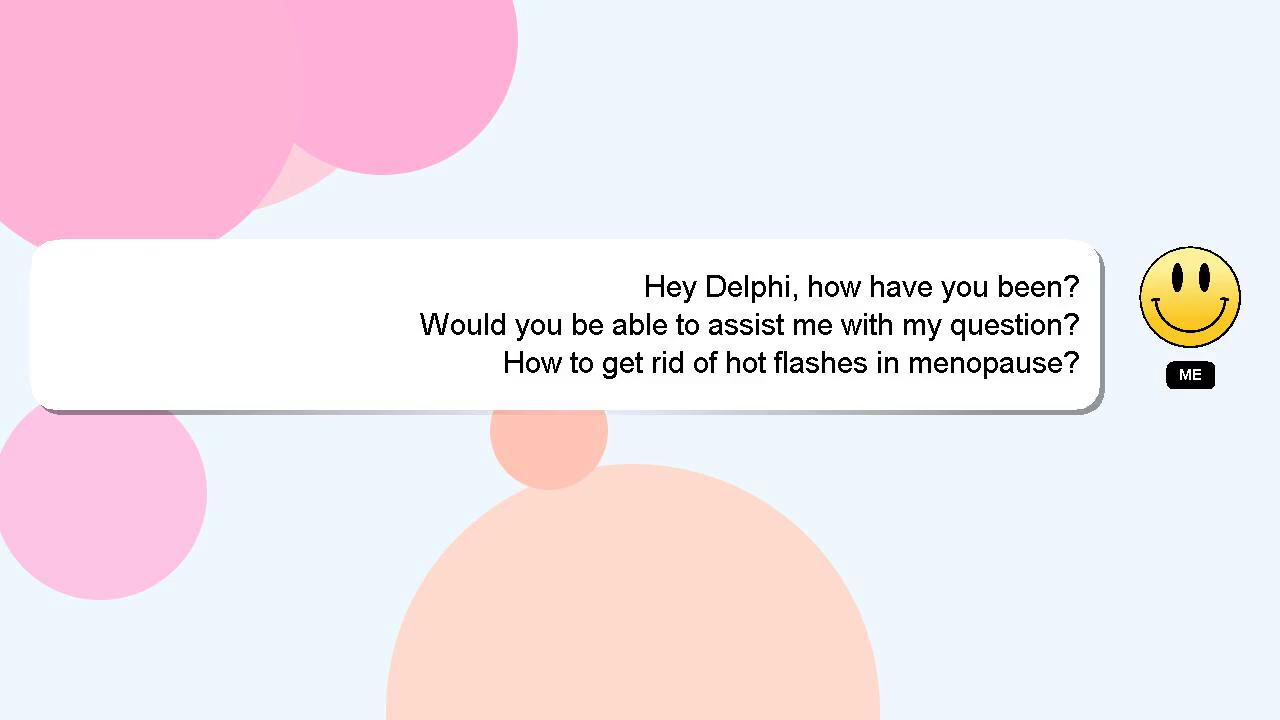 Hey Delphi, how have you been?
Would you be able to assist me with my question?
How to get rid of hot flashes in menopause?
ME